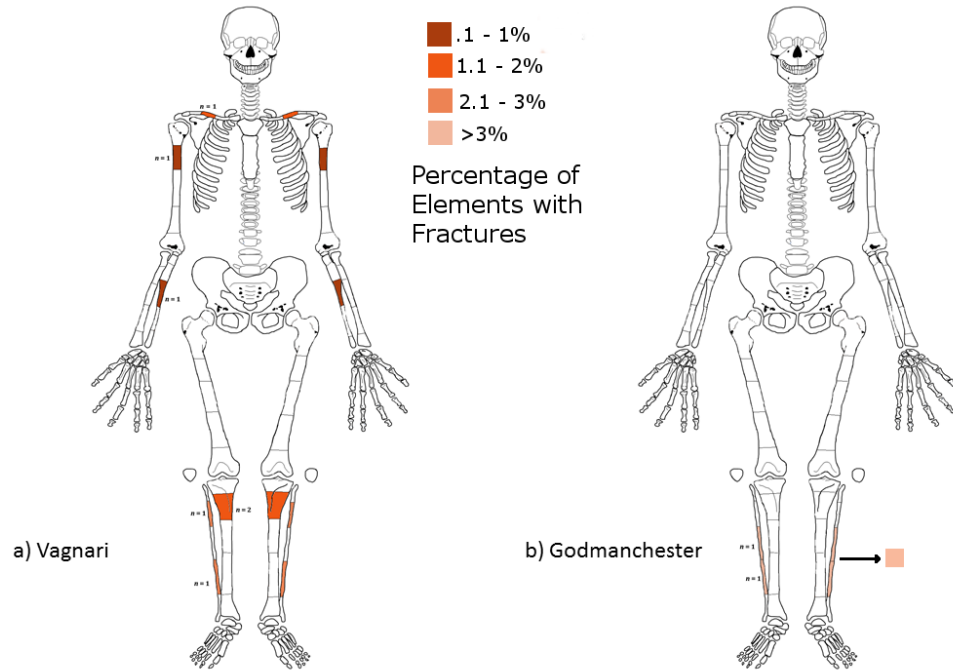 .1 - 1%
1.1 - 2%
2.1 - 3%
>3%
Percentage of
Elements with
Fractures
n = 1
n = 1
n = 1
n = 1
n = 2
n = 1
a) Vagnari
n = 1
n = 1
b) Godmanchester